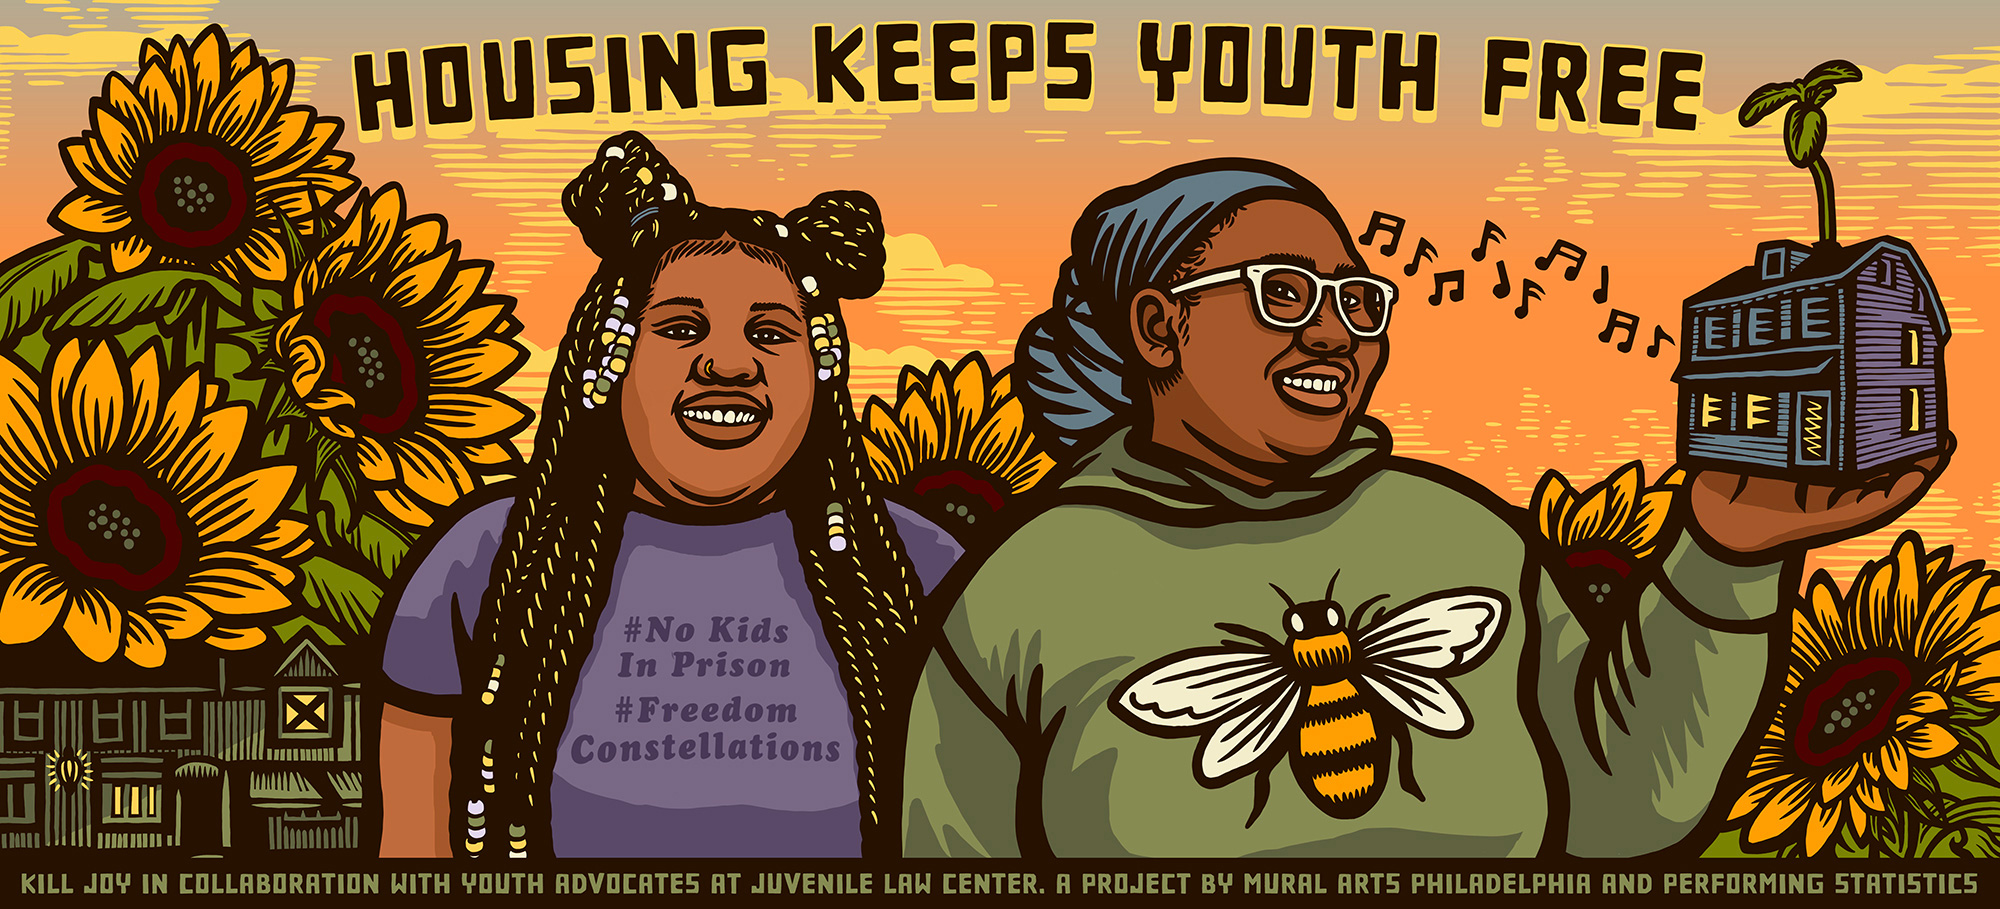 HOUSING KEEPS YOUTH FREE
#No Kids
In Prison
#Freedom
Constellations
KILL JOY IN COLLABORATION WITH YOUTH ADVOCATES AT JUVENILE LAW CENTER. A PROJECT BY MURAL ARTS PHILADELPHIA AND PERFORMING STATISTICS